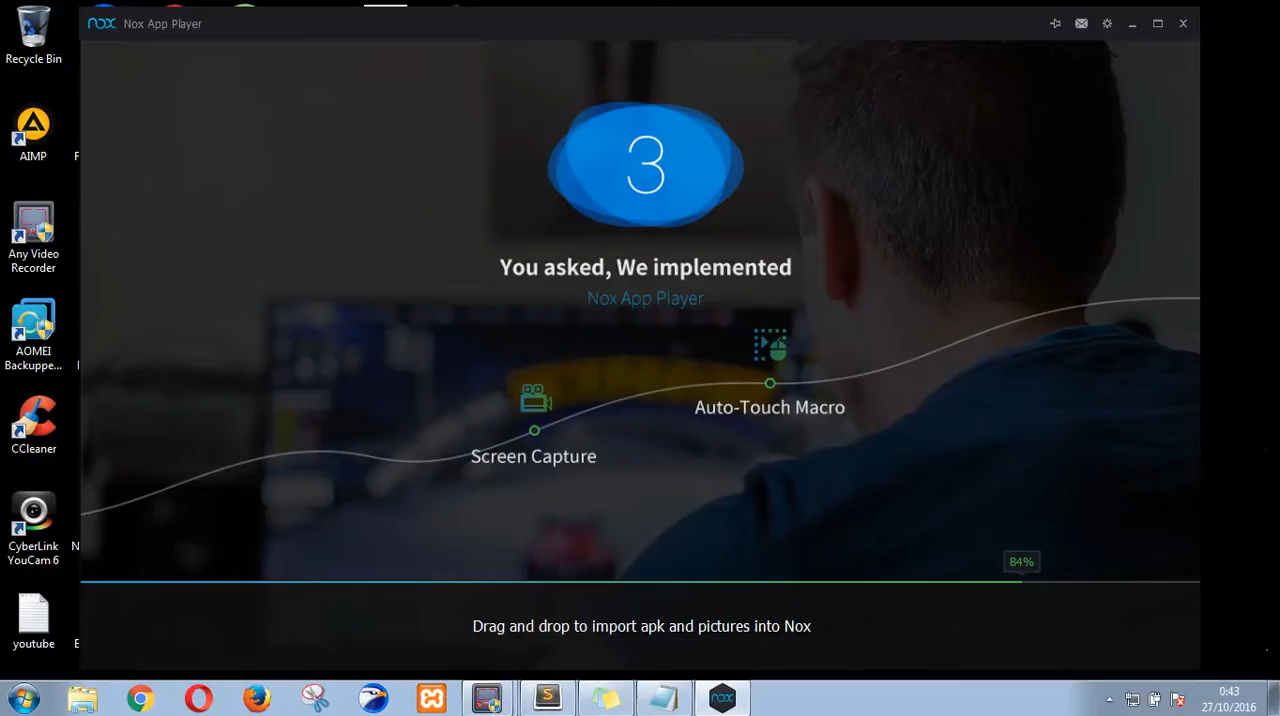 nox Nox App Player
Recycle Bin
AIMP
F
Any Video
Recorder
AOMEI
Backuppe...
CCleaner
CyberLink
YouCam 6
N
youtube
E
3
You asked, We implemented
Nox App Player
Auto-Touch Macro
Screen Capture
84%
Drag and drop to import apk and pictures into Nox
S
nox
0:43
27/10/2016